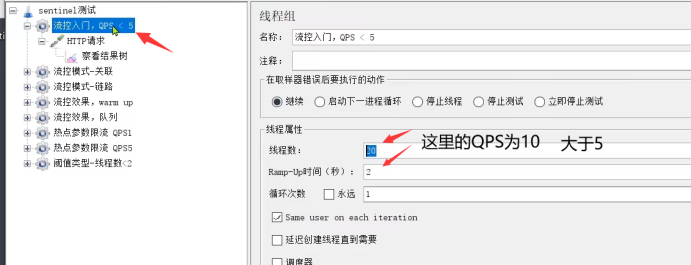 sentinel测试
流控入门，QPS < 5
HTTP请求
察看结果树
流控模式-关联
流控模式-链路
流控效果，warm up
流控效果，队列
热点参数限流 QPS1
热点参数限流 QPS5
阈值类型-线程数<2
线程组
名称： 流控入门，QPS < 5
注释：
在取样器错误后要执行的动作
继续 启动下一进程循环 停止线程 停止测试 立即停止测试
线程属性
线程数： 20
这里的QPS为10 大于5
Ramp-Up时间（秒）： 2
循环次数 永远 1
Same user on each iteration
延迟创建线程直到需要
调度器